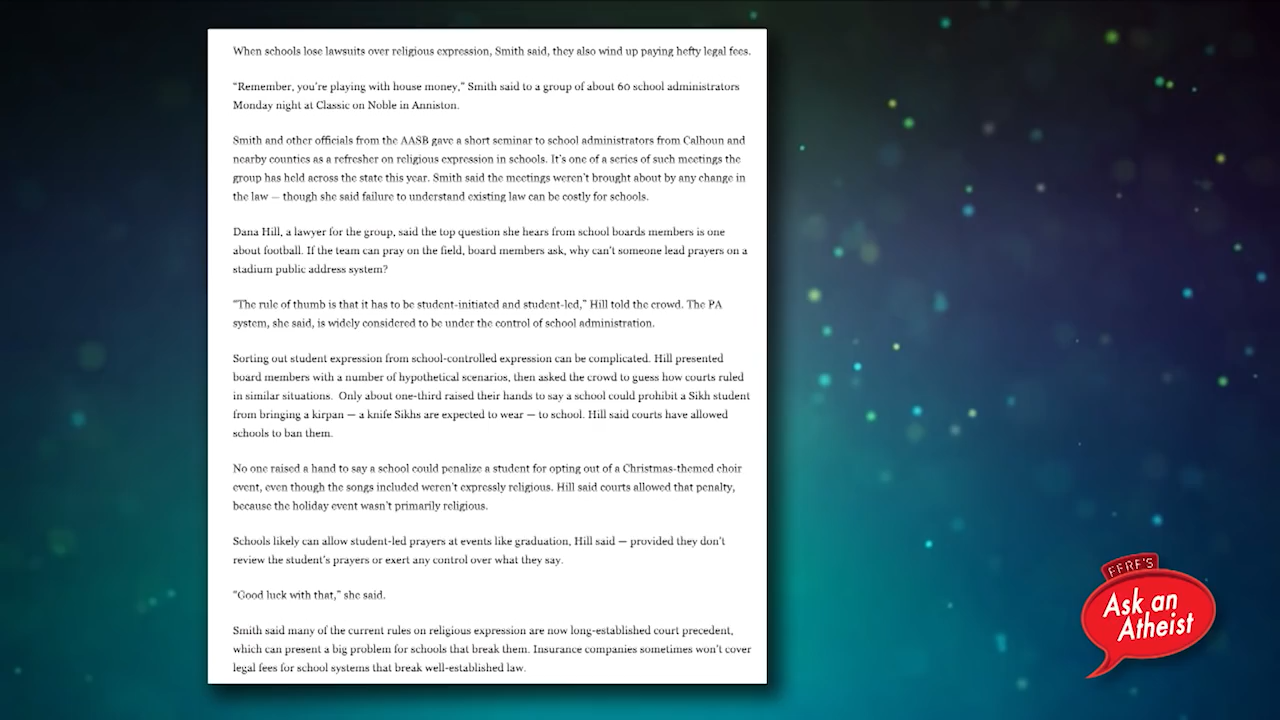 When schools lose lawsuits over religious expression, Smith said, they also wind up paying hefty legal fees.
“Remember, you’re playing with house money,” Smith said to a group of about 60 school administrators
Monday night at Classic on Noble in Anniston.
Smith and other officials from the AASB gave a short seminar to school administrators from Calhoun and
nearby counties as a refresher on religious expression in schools. It’s one of a series of such meetings the
group has held across the state this year. Smith said the meetings weren’t brought about by any change in
the law — though she said failure to understand existing law can be costly for schools.
Dana Hill, a lawyer for the group, said the top question she hears from school boards members is one
about football. If the team can pray on the field, board members ask, why can’t someone lead prayers on a
stadium public address system?
“The rule of thumb is that it has to be student-initiated and student-led,” Hill told the crowd. The PA
system, she said, is widely considered to be under the control of school administration.
Sorting out student expression from school-controlled expression can be complicated. Hill presented
board members with a number of hypothetical scenarios, then asked the crowd to guess how courts ruled
in similar situations.  Only about one-third raised their hands to say a school could prohibit a Sikh student
from bringing a kirpan — a knife Sikhs are expected to wear — to school. Hill said courts have allowed
schools to ban them.
No one raised a hand to say a school could penalize a student for opting out of a Christmas-themed choir
event, even though the songs included weren’t expressly religious. Hill said courts allowed that penalty,
because the holiday event wasn’t primarily religious.
Schools likely can allow student-led prayers at events like graduation, Hill said — provided they don’t
review the student’s prayers or exert any control over what they say.
“Good luck with that,” she said.
Smith said many of the current rules on religious expression are now long-established court precedent,
which can present a big problem for schools that break them. Insurance companies sometimes won’t cover
legal fees for school systems that break well-established law.
FFRF'S
Ask an
Atheist